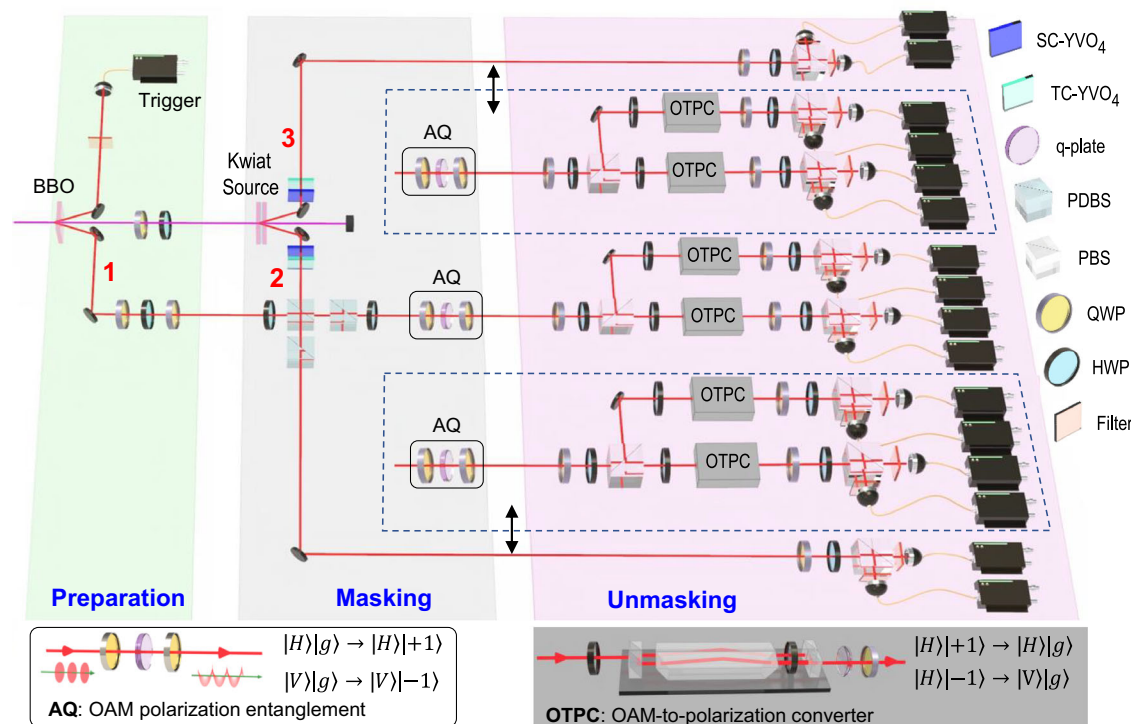 Trigger
BBO
Kwiat
Source
3
1
2
AQ
AQ
AQ
OTPC
OTPC
OTPC
OTPC
OTPC
OTPC
SC-YVO₄
TC-YVO₄
q-plate
PDBS
PBS
QWP
HWP
Filter
Preparation
Masking
Unmasking
|H⟩|g⟩ → |H⟩|+1⟩
|V⟩|g⟩ → |V⟩|−1⟩
AQ: OAM polarization entanglement
|H⟩|+1⟩ → |H⟩|g⟩
|H⟩|−1⟩ → |V⟩|g⟩
OTPC: OAM-to-polarization converter